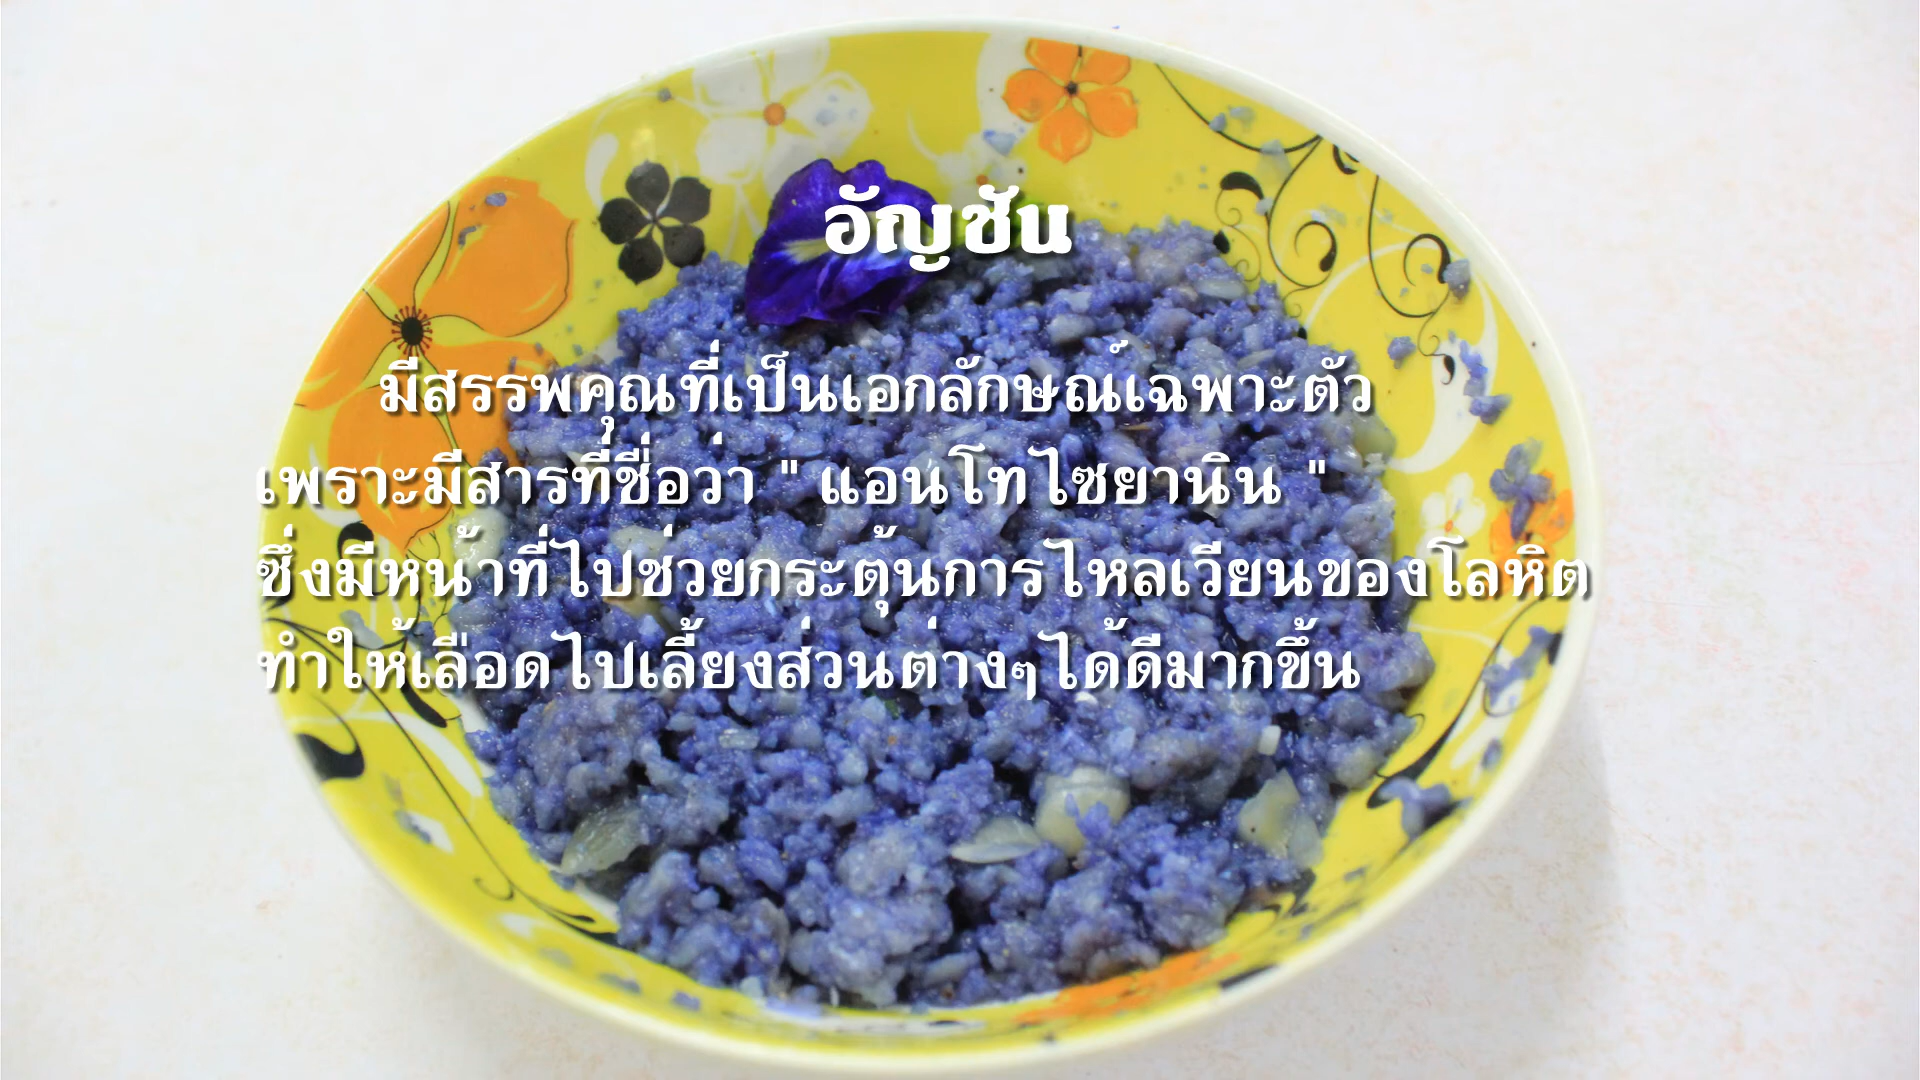 อัญชัน
มีสรรพคุณที่เป็นเอกลักษณ์เฉพาะตัว
เพราะมีสารที่ชื่อว่า " แอนโทไซยานิน "
ซึ่งมีหน้าที่ไปช่วยกระตุ้นการไหลเวียนของโลหิต
ทำให้เลือดไปเลี้ยงส่วนต่างๆได้ดีมากขึ้น